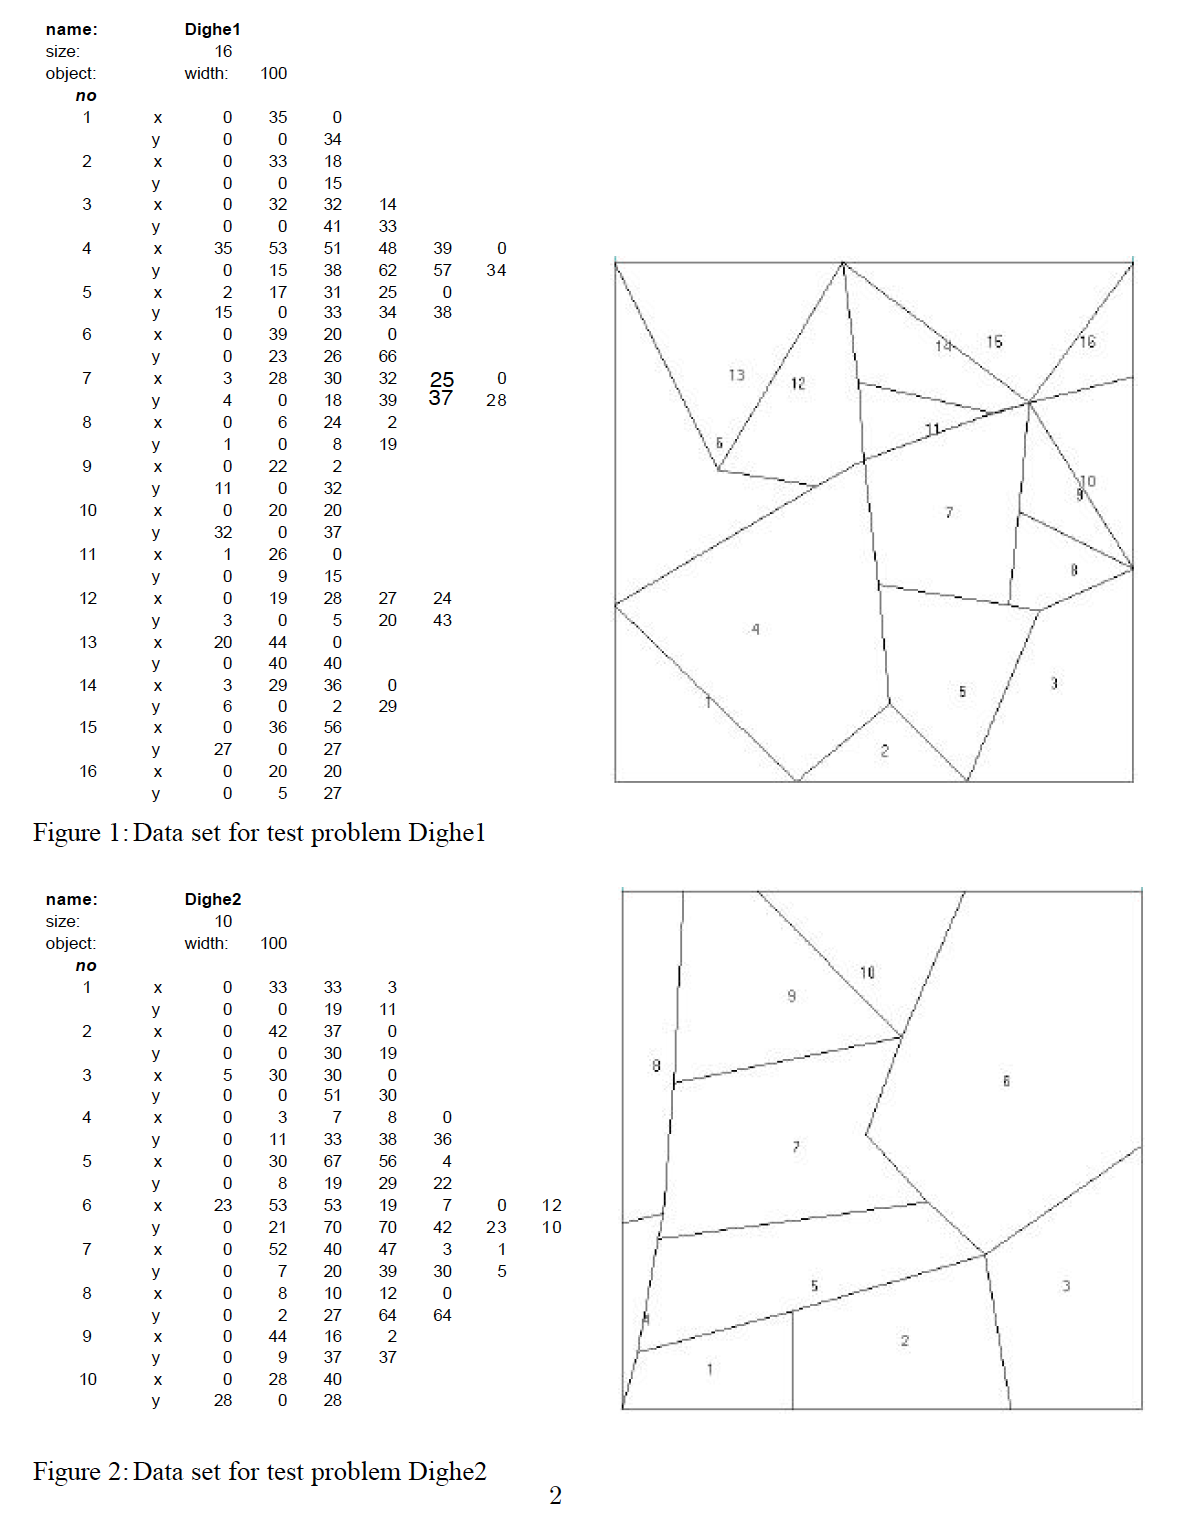 name: Dighe1
size: 16
object: width: 100
no
1 x 0 35 0
y 0 0 34
2 x 0 33 18
y 0 0 15
3 x 0 32 32 14
y 0 0 41 33
4 x 35 53 51 48 39 0
y 0 15 38 62 57 34
5 x 2 17 31 25 0
y 15 0 33 34 38
6 x 0 39 20 0
y 0 23 26 66
7 x 3 28 30 32 25 0
y 4 0 18 39 37 28
8 x 0 6 24 2
y 1 0 8 19
9 x 0 22 2
y 11 0 32
10 x 0 20 20
y 32 0 37
11 x 1 26 0
y 0 9 15
12 x 0 19 28 27 24
y 3 0 5 20 43
13 x 20 44 0
y 0 40 40
14 x 3 29 36 0
y 6 0 2 29
15 x 0 36 56
y 27 0 27
16 x 0 20 20
y 0 5 27
14 15 16
13 12
6 11
10
9
7
8
4
5 3
1
2
Figure 1: Data set for test problem Dighe1
name: Dighe2
size: 10
object: width: 100
no
1 x 0 33 33 3
y 0 0 19 11
2 x 0 42 37 0
y 0 0 30 19
3 x 5 30 30 0
y 0 0 51 30
4 x 0 3 7 8 0
y 0 11 33 38 36
5 x 0 30 67 56 4
y 0 8 19 29 22
6 x 23 53 53 19 7 0 12
y 0 21 70 70 42 23 10
7 x 0 52 40 47 3 1
y 0 7 20 39 30 5
8 x 0 8 10 12 0
y 0 2 27 64 64
9 x 0 44 16 2
y 0 9 37 37
10 x 0 28 40
y 28 0 28
10
9
8
6
7
5 3
4
2
1
Figure 2: Data set for test problem Dighe2
2